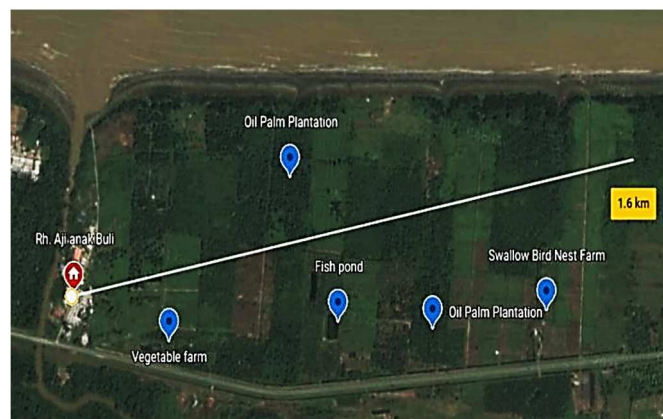 Oil Palm Plantation
1.6 km
Rh. Aji anak Buli
Fish pond
Swallow Bird Nest Farm
Oil Palm Plantation
Vegetable farm